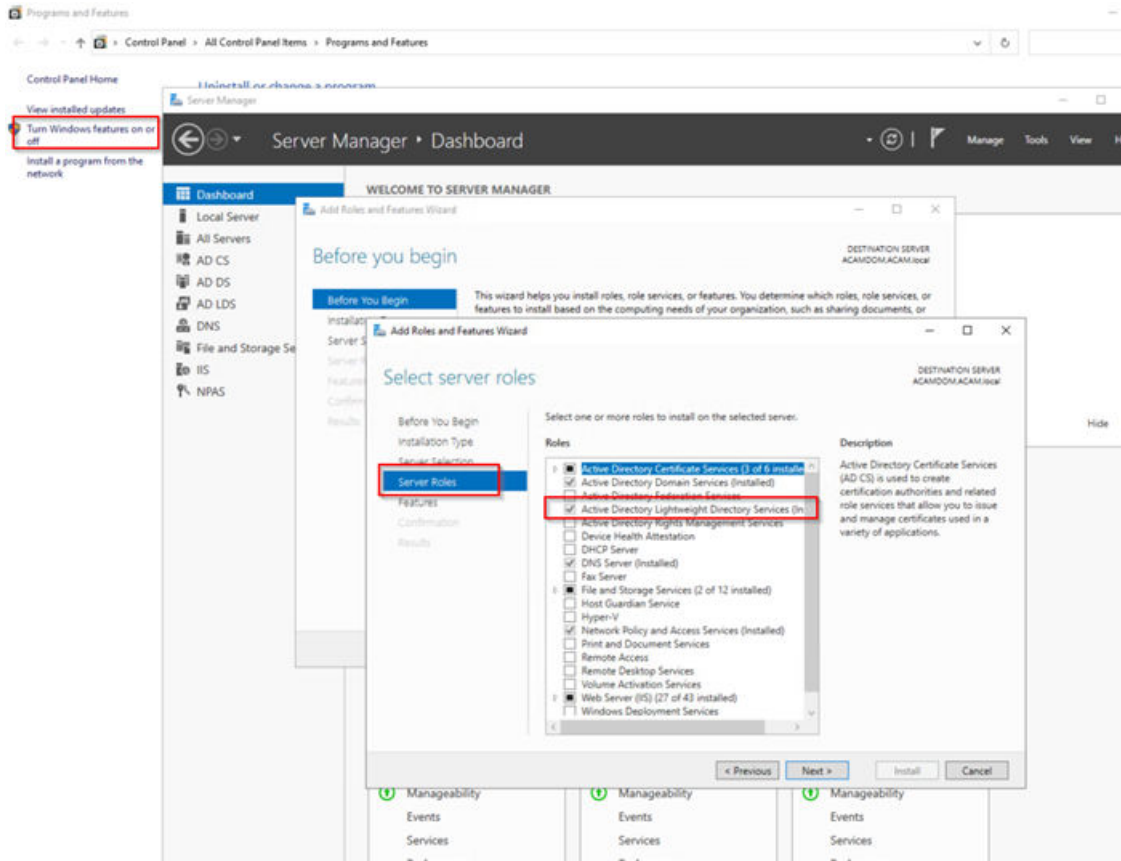 Programs and Features
Control Panel > All Control Panel Items > Programs and Features
Control Panel Home
Uninstall or change a program
View installed updates
Turn Windows features on or
off
Install a program from the
network
Server Manager
Server Manager • Dashboard
Manage
Tools
View
H
Dashboard
Local Server
All Servers
AD CS
AD DS
AD LDS
DNS
File and Storage Se
IIS
NPAS
WELCOME TO SERVER MANAGER
Add Roles and Features Wizard
Before you begin
DESTINATION SERVER
ACAMDOM.ACAM.local
Before You Begin
This wizard helps you install roles, role services, or features. You determine which roles, role services, or
features to install based on the computing needs of your organization, such as sharing documents, or
Server S
Results
Hide
Add Roles and Features Wizard
Select server roles
DESTINATION SERVER
ACAMDOM.ACAM.local
Before You Begin
Installation Type
Server Selection
Server Roles
Features
Confirmation
Results
Select one or more roles to install on the selected server.
Roles
Active Directory Certificate Services (3 of 6 installe
Active Directory Domain Services (Installed)
Active Directory Federation Services
Active Directory Lightweight Directory Services (In
Active Directory Rights Management Services
Device Health Attestation
DHCP Server
DNS Server (Installed)
Fax Server
File and Storage Services (2 of 12 installed)
Host Guardian Service
Hyper-V
Network Policy and Access Services (Installed)
Print and Document Services
Remote Access
Remote Desktop Services
Volume Activation Services
Web Server (IIS) (27 of 43 installed)
Windows Deployment Services
Description
Active Directory Certificate Services
(AD CS) is used to create
certification authorities and related
role services that allow you to issue
and manage certificates used in a
variety of applications.
< Previous
Next >
Install
Cancel
Manageability
Events
Services
Manageability
Events
Services
Manageability
Events
Services